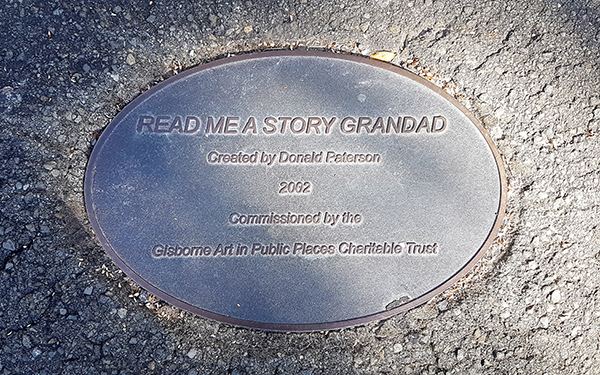 READ ME A STORY GRANDAD
Created by Donald Paterson
2002
Commissioned by the
Gisborne Art in Public Places Charitable Trust